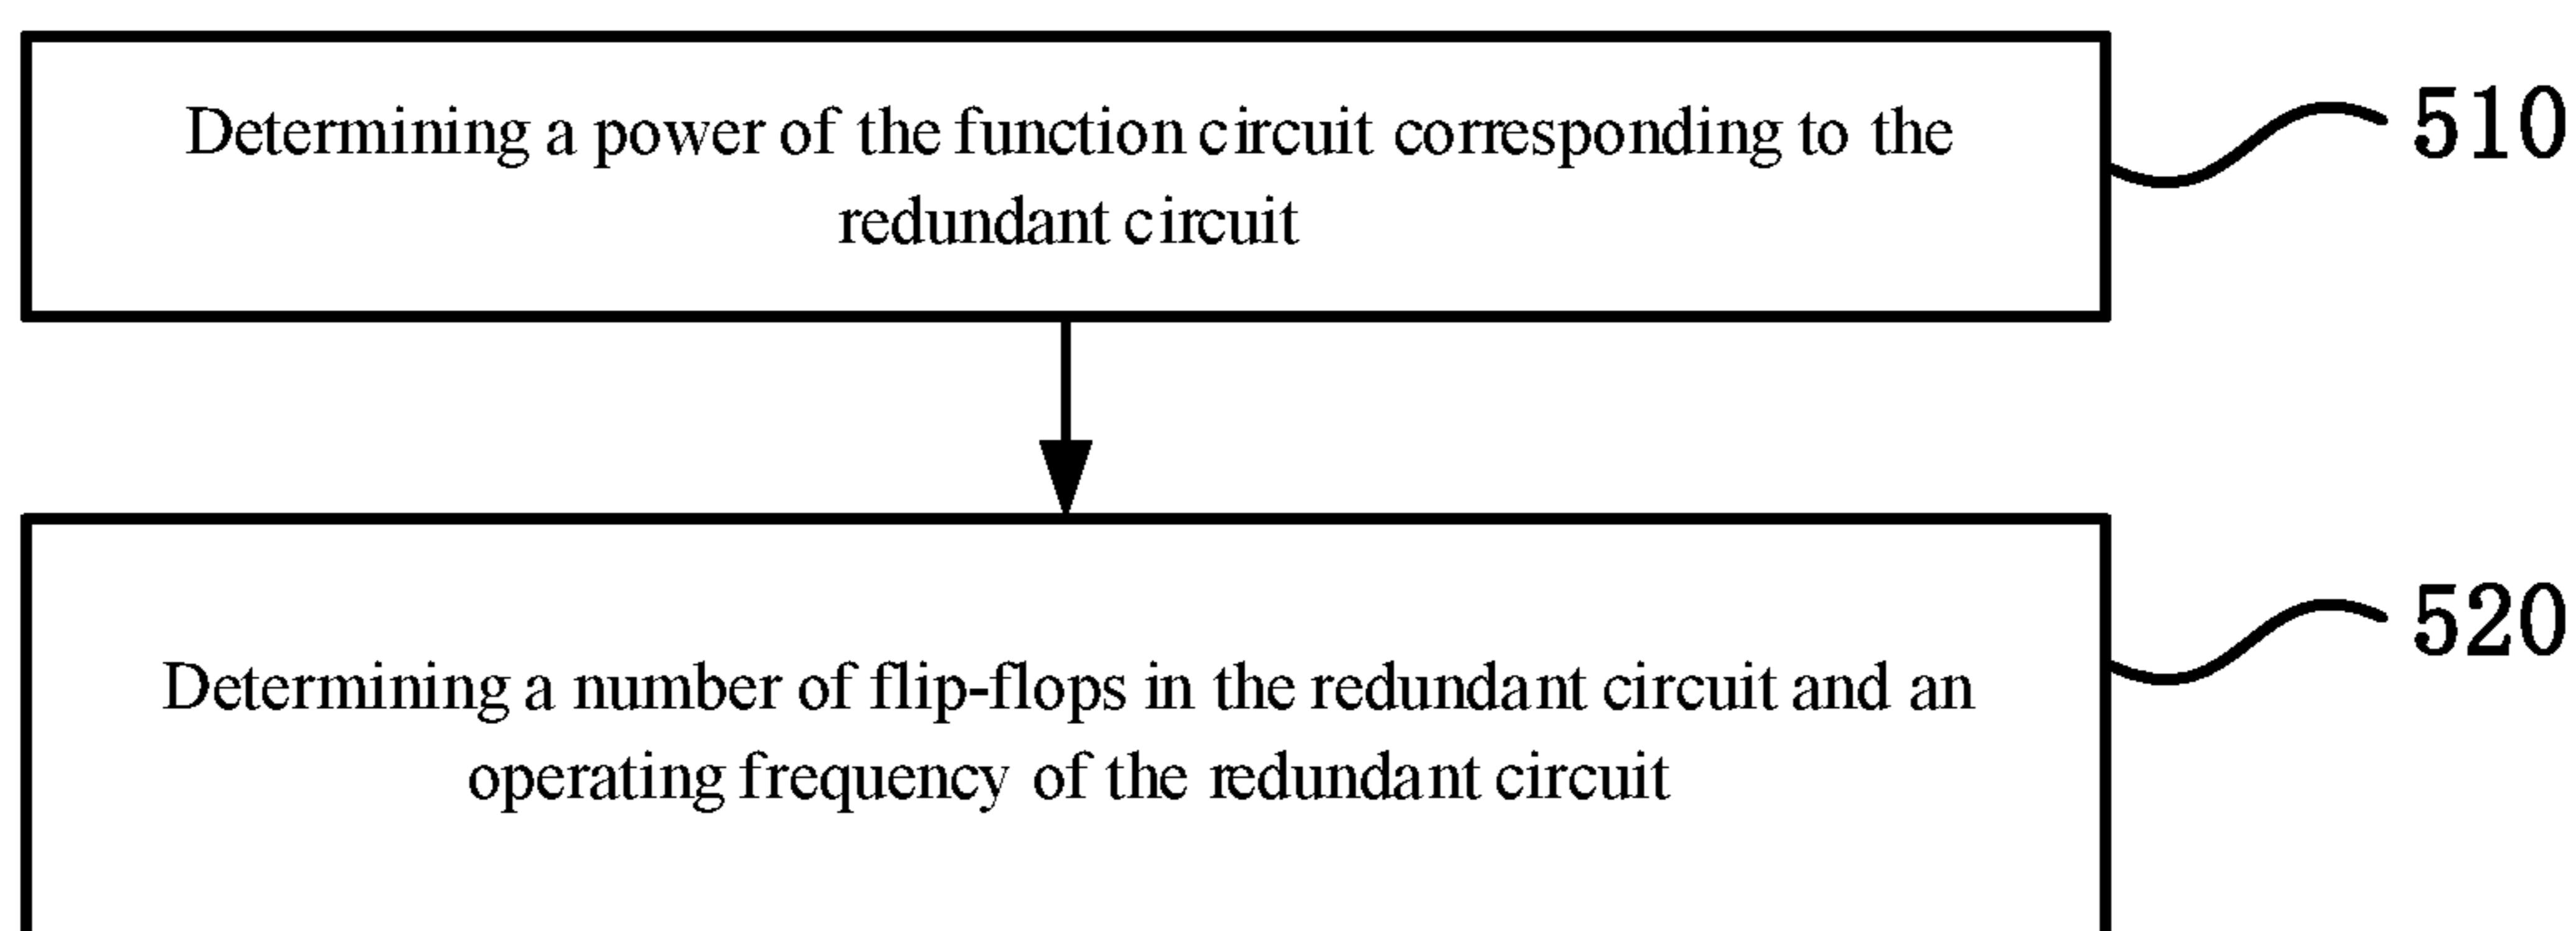 Determining a power of the function circuit corresponding to the
redundant circuit
510
Determining a number of flip-flops in the redundant circuit and an
operating frequency of the redundant circuit
520